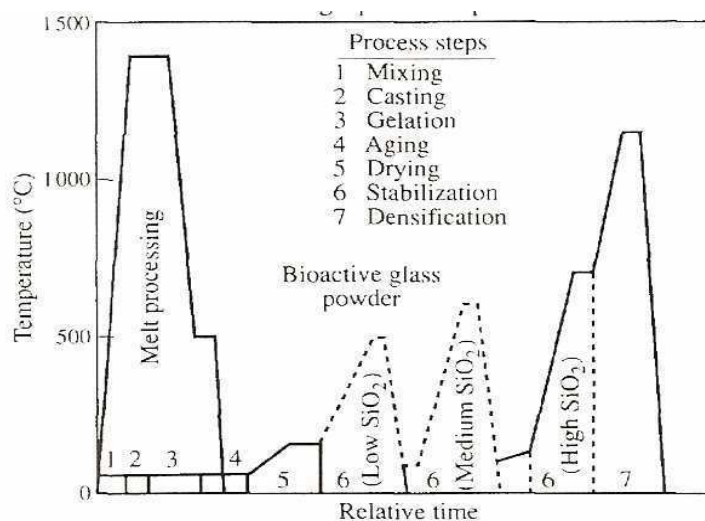 1500
1000
500
0
Temperature (°C)
Process steps
1 Mixing
2 Casting
3 Gelation
4 Aging
5 Drying
6 Stabilization
7 Densification
Melt processing
Bioactive glass
powder
(Low SiO₂)
(Medium SiO₂)
(High SiO₂)
1 2 3 4
5 6 6 6 7
Relative time